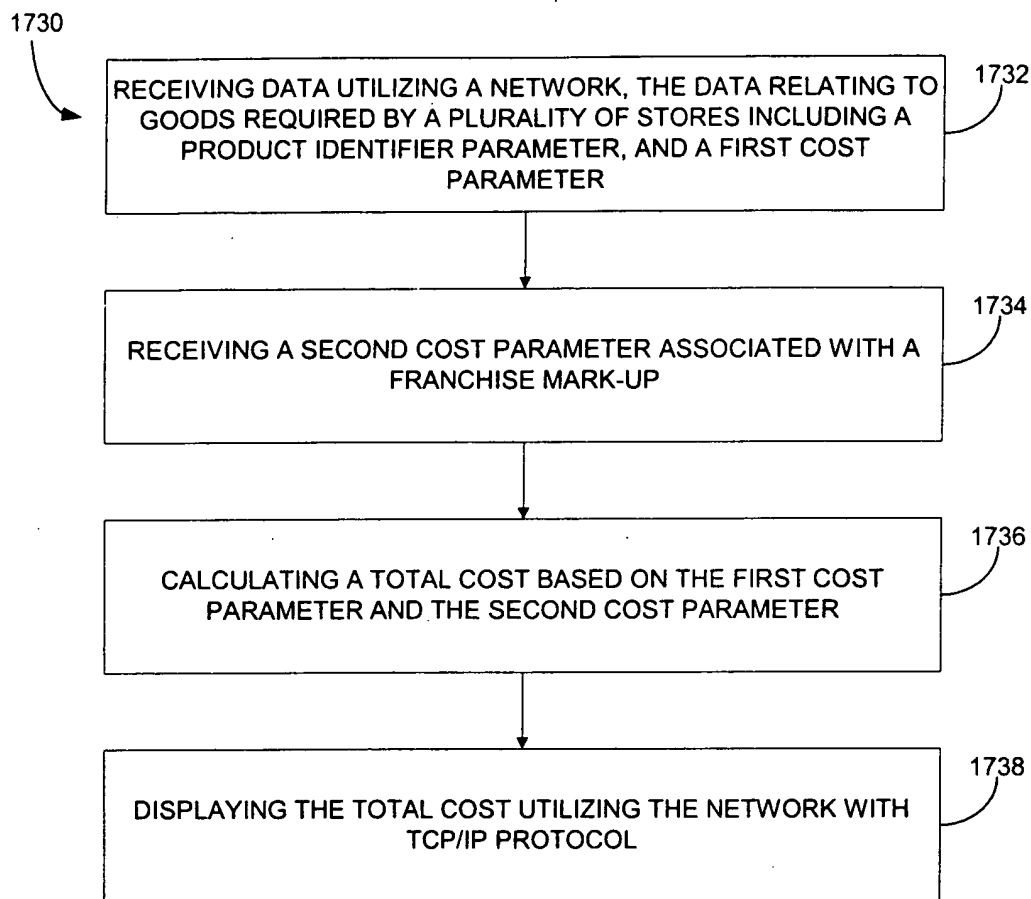 1730
RECEIVING DATA UTILIZING A NETWORK, THE DATA RELATING TO
GOODS REQUIRED BY A PLURALITY OF STORES INCLUDING A
PRODUCT IDENTIFIER PARAMETER, AND A FIRST COST
PARAMETER
1732
RECEIVING A SECOND COST PARAMETER ASSOCIATED WITH A
FRANCHISE MARK-UP
1734
CALCULATING A TOTAL COST BASED ON THE FIRST COST
PARAMETER AND THE SECOND COST PARAMETER
1736
DISPLAYING THE TOTAL COST UTILIZING THE NETWORK WITH
TCP/IP PROTOCOL
1738